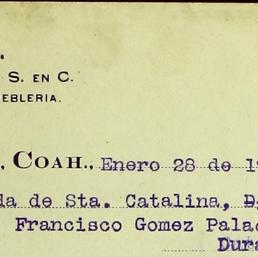 S. EN C.
EBLERIA.
, COAH., Enero 28 de 19
da de Sta. Catalina, D
Francisco Gomez Palac
Dura